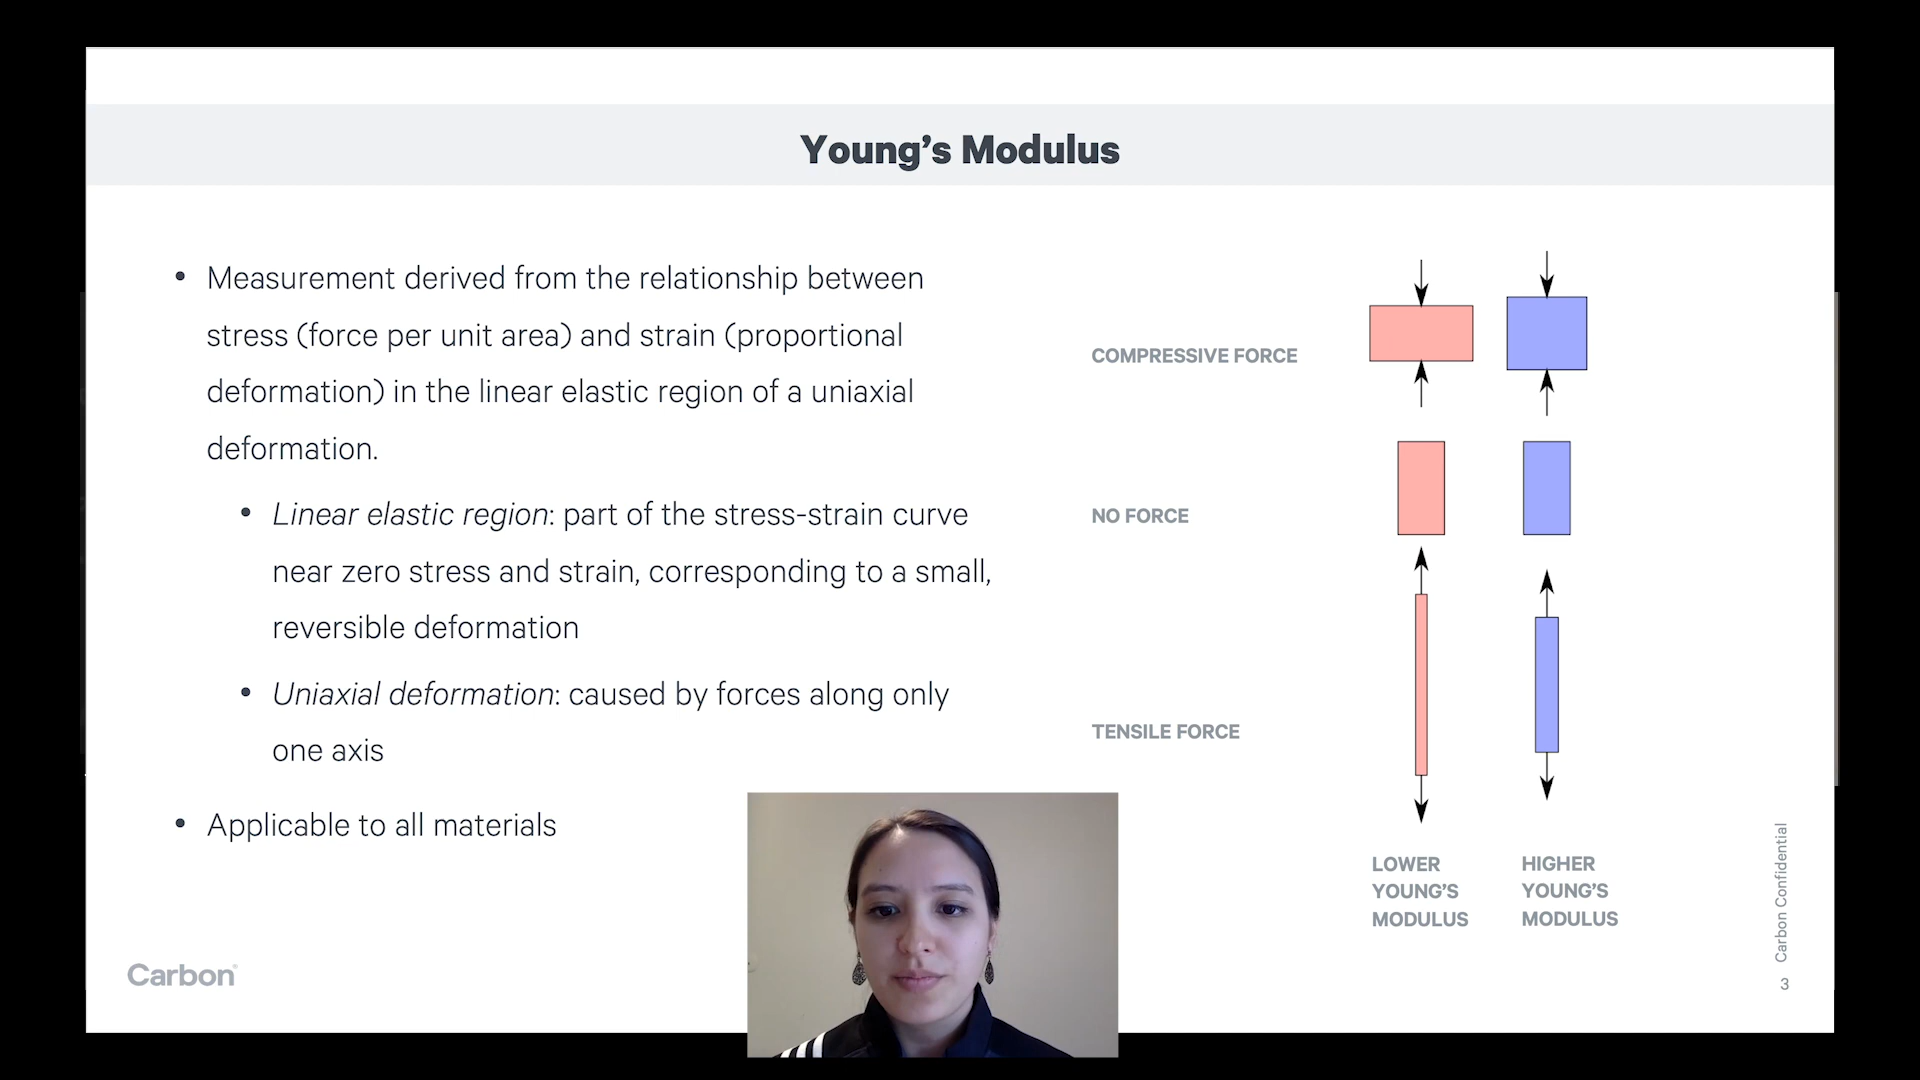 Young’s Modulus
• Measurement derived from the relationship between
stress (force per unit area) and strain (proportional
deformation) in the linear elastic region of a uniaxial
deformation.
• Linear elastic region: part of the stress-strain curve
near zero stress and strain, corresponding to a small,
reversible deformation
• Uniaxial deformation: caused by forces along only
one axis
• Applicable to all materials
COMPRESSIVE FORCE
NO FORCE
TENSILE FORCE
LOWER
YOUNG’S
MODULUS
HIGHER
YOUNG’S
MODULUS
Carbon
Carbon Confidential
3